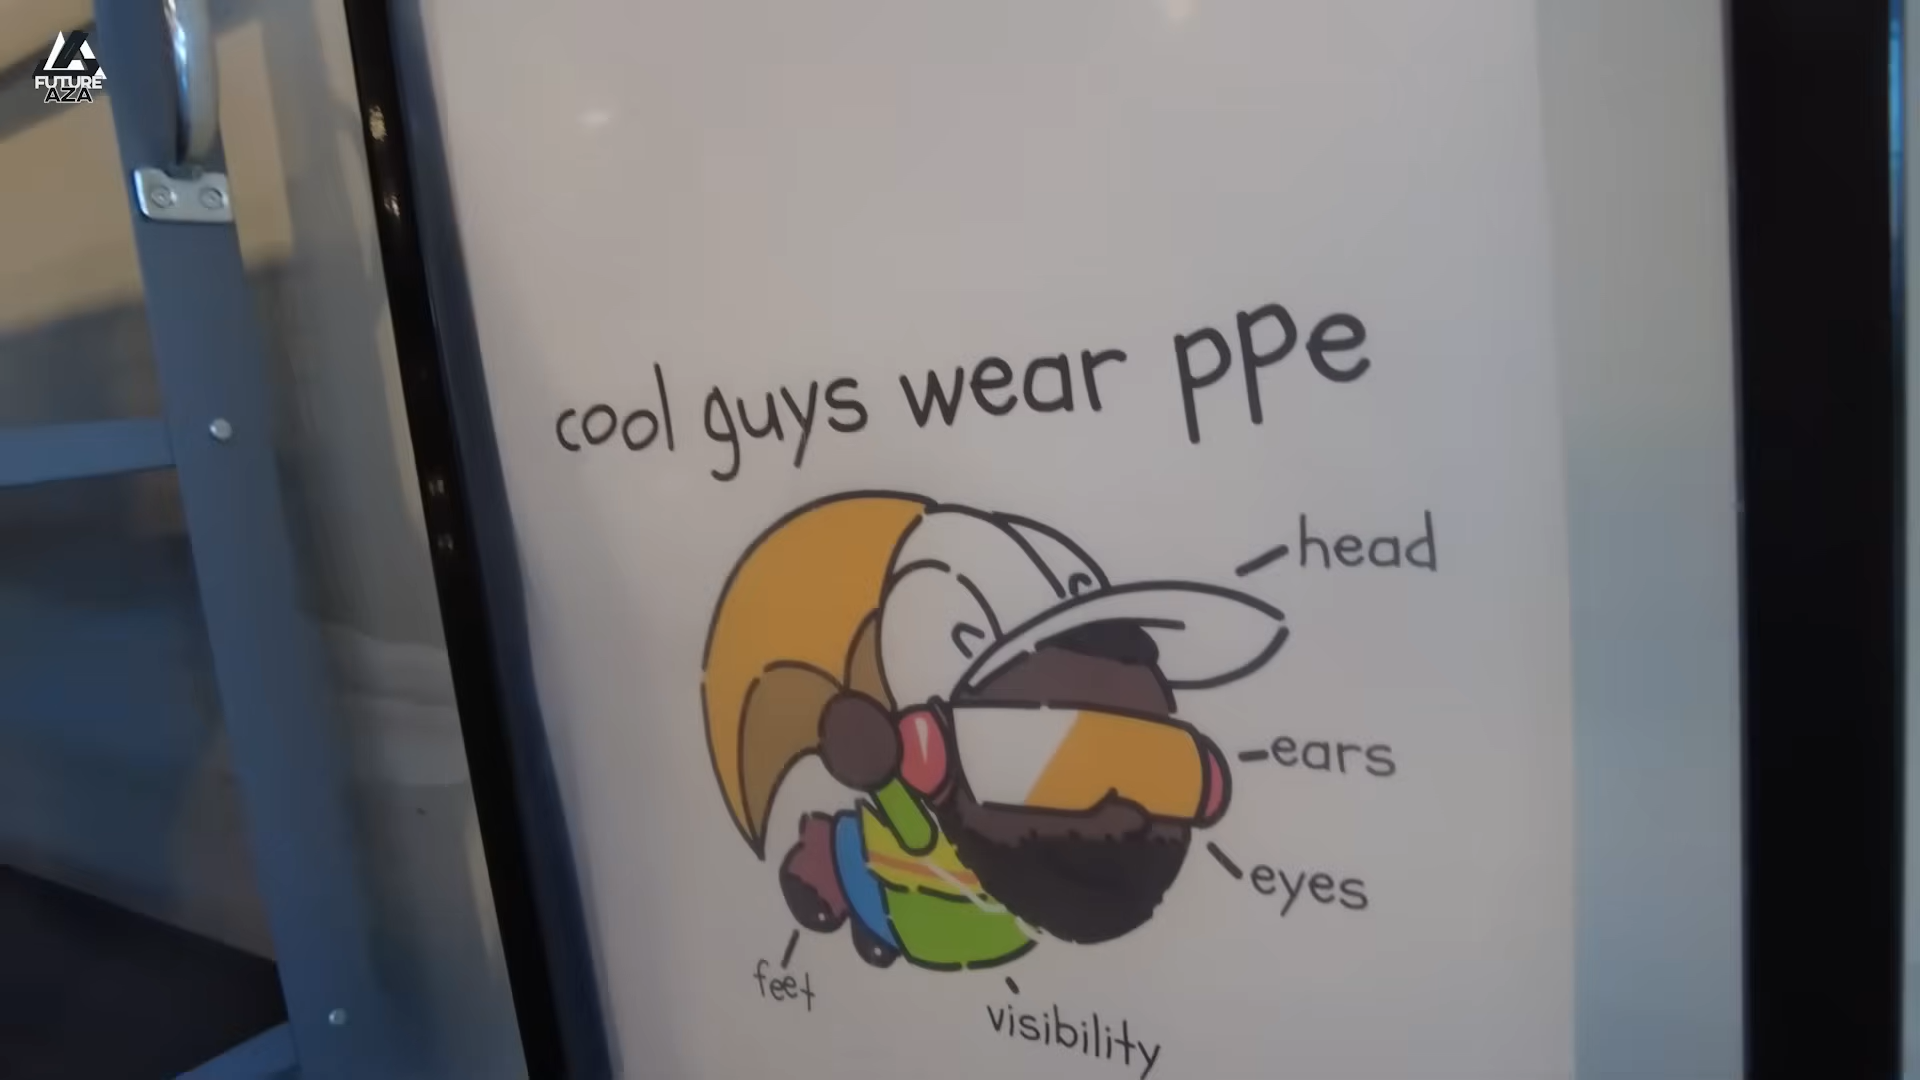 FUTURE
AZA
cool guys wear ppe
head
ears
eyes
feet
visibility